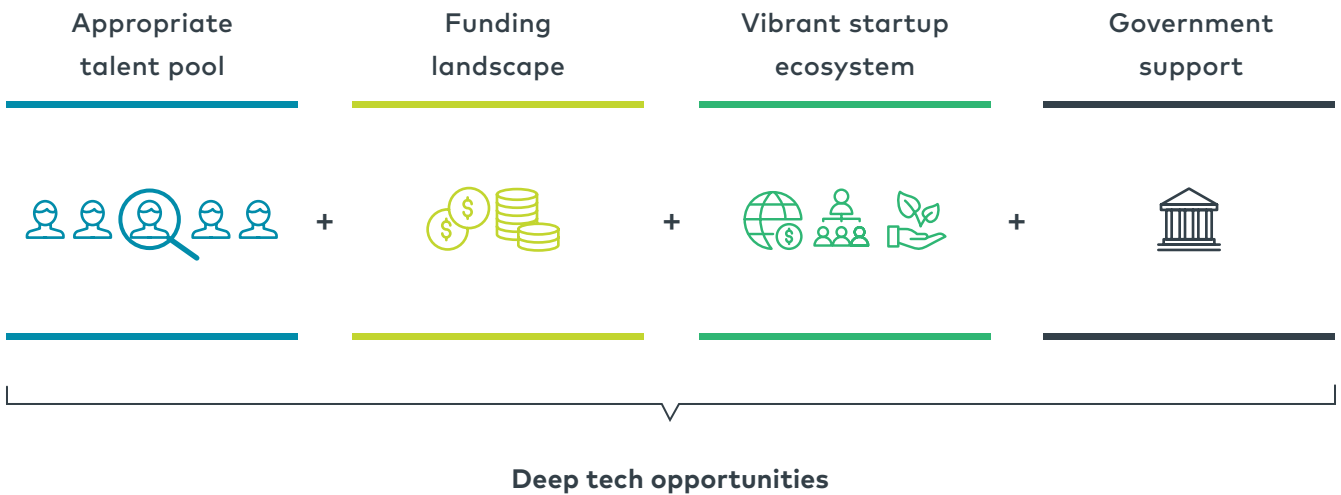 Appropriate
talent pool
Funding
landscape
Vibrant startup
ecosystem
Government
support
$
$
+
+
$
+
Deep tech opportunities